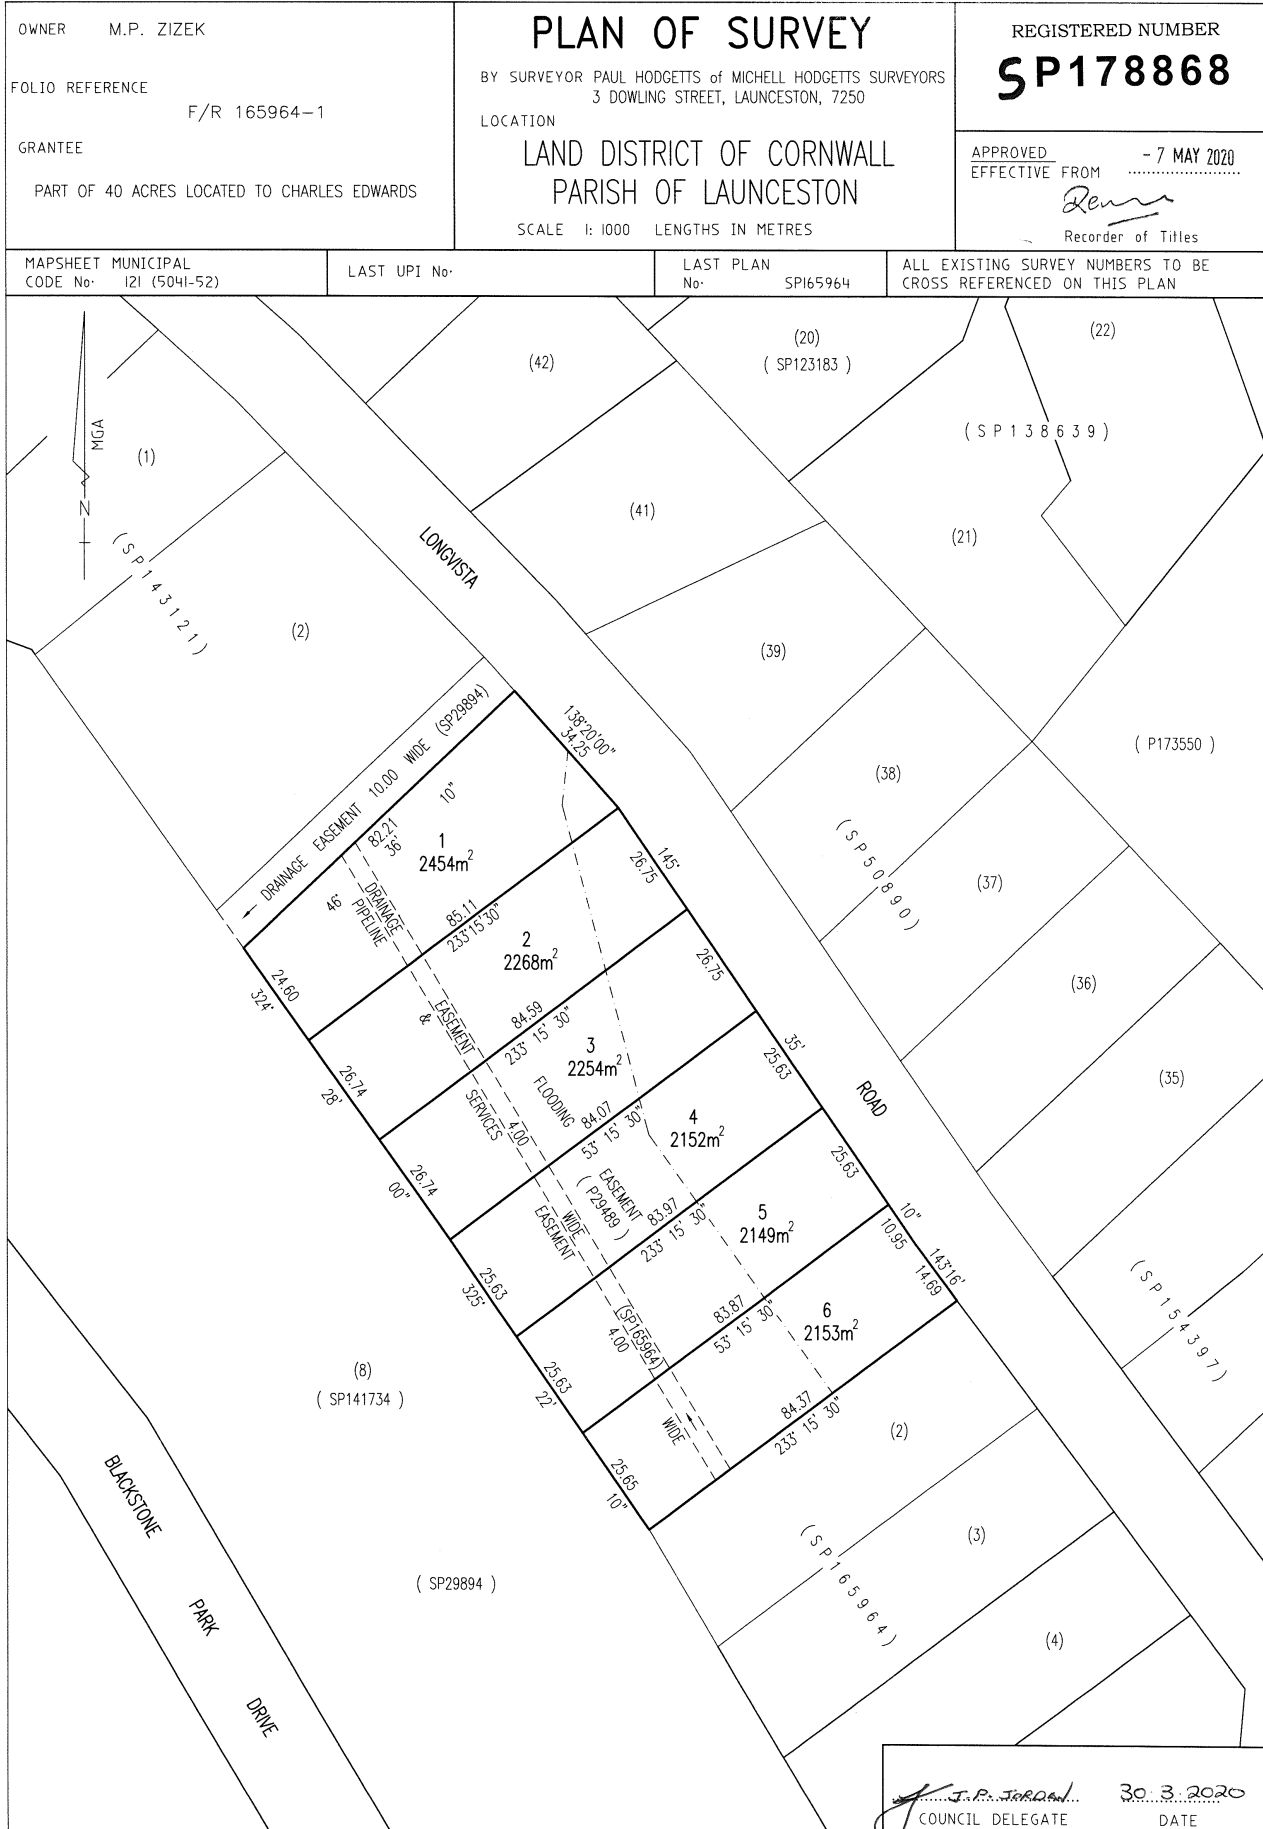 OWNER M.P. ZIZEK
FOLIO REFERENCE
F/R 165964-1
GRANTEE
PART OF 40 ACRES LOCATED TO CHARLES EDWARDS
PLAN OF SURVEY
BY SURVEYOR PAUL HODGETTS of MICHELL HODGETTS SURVEYORS
3 DOWLING STREET, LAUNCESTON, 7250
LOCATION
LAND DISTRICT OF CORNWALL
PARISH OF LAUNCESTON
SCALE 1: 1000 LENGTHS IN METRES
REGISTERED NUMBER
SP178868
APPROVED
EFFECTIVE FROM - 7 MAY 2020
Recorder of Titles
MAPSHEET MUNICIPAL
CODE No. 121 (5041-52)
LAST UPI No.
LAST PLAN
No. SP165964
ALL EXISTING SURVEY NUMBERS TO BE
CROSS REFERENCED ON THIS PLAN
MGA
N
(1)
(SP143121)
(2)
(42)
(20)
( SP123183 )
(22)
(SP138639)
(41)
(21)
LONGVISTA
(39)
(38)
( P173550 )
(SP50890)
(37)
(36)
(35)
ROAD
(SP154397)
DRAINAGE EASEMENT 10.00 WIDE (SP29894)
138°20'00"
34.25
82.21
46° 36' 10"
1
2454m²
85.11
233°15'30"
145° 35' 10"
26.75
2
2268m²
84.59
233° 15' 30"
26.75
3
2254m²
84.07
53° 15' 30"
25.63
4
2152m²
83.97
233° 15' 30"
25.63
5
2149m²
83.87
53° 15' 30"
10.95
143°16'
14.69
6
2153m²
84.37
233° 15' 30"
24.60
324° 28' 00"
26.74
26.74
25.63
325° 22' 10"
25.63
25.65
DRAINAGE EASEMENT 4.00 WIDE (SP165964)
PIPELINE & SERVICES EASEMENT 4.00 WIDE
FLOODING EASEMENT
( P29489 )
(8)
( SP141734 )
( SP29894 )
BLACKSTONE
PARK
DRIVE
(2)
(3)
(SP165964)
(4)
J.P. JORDAN 30.3.2020
COUNCIL DELEGATE DATE